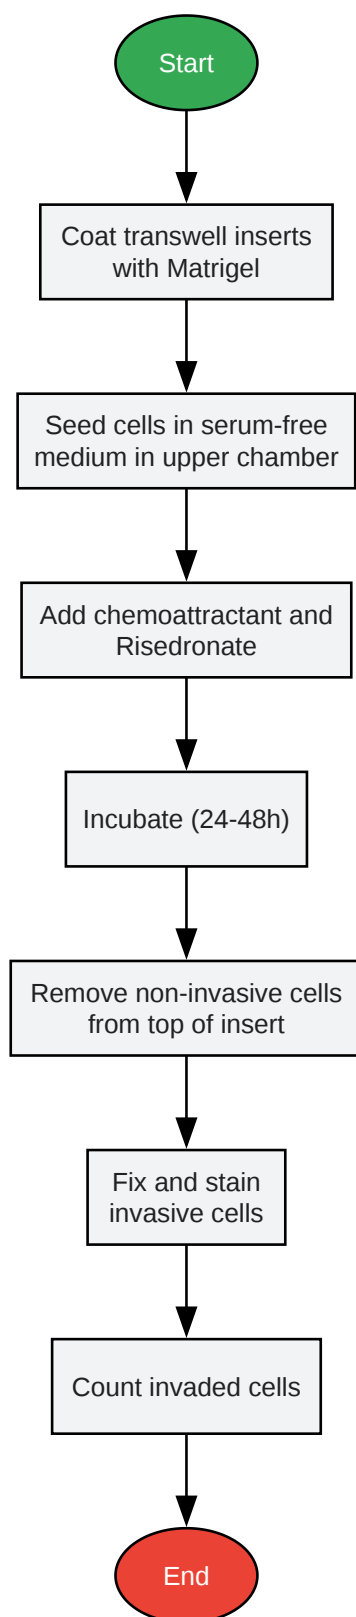 Start
Coat transwell inserts
with Matrigel
Seed cells in serum-free
medium in upper chamber
Add chemoattractant and
Risedronate
Incubate (24-48h)
Remove non-invasive cells
from top of insert
Fix and stain
invasive cells
Count invaded cells
End